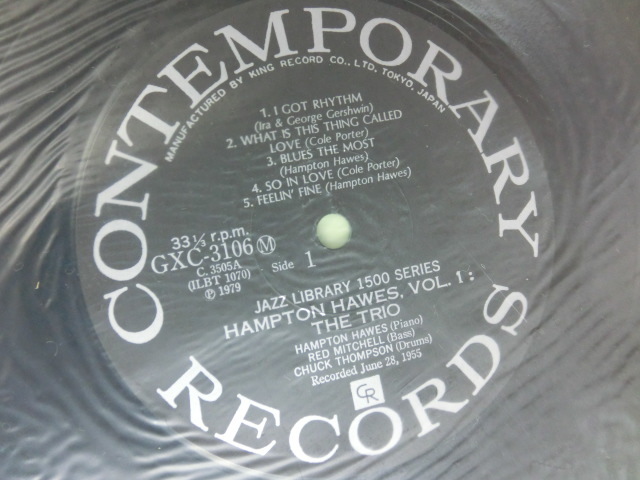 CONTEMPORARY
MANUFACTURED BY KING RECORD CO., LTD. TOKYO, JAPAN
1. I GOT RHYTHM
(Ira & George Gershwin)
2. WHAT IS THIS THING CALLED
LOVE (Cole Porter)
3. BLUES THE MOST
(Hampton Hawes)
4. SO IN LOVE (Cole Porter)
5. FEELIN' FINE (Hampton Hawes)
33⅓ r.p.m.
GXC-3106 Ⓜ
C. 3505A
(ILBT 1070)
Ⓟ 1979
Side 1
JAZZ LIBRARY 1500 SERIES
HAMPTON HAWES, VOL. 1:
THE TRIO
HAMPTON HAWES (Piano)
RED MITCHELL (Bass)
CHUCK THOMPSON (Drums)
Recorded June 28, 1955
CR
RECORDS